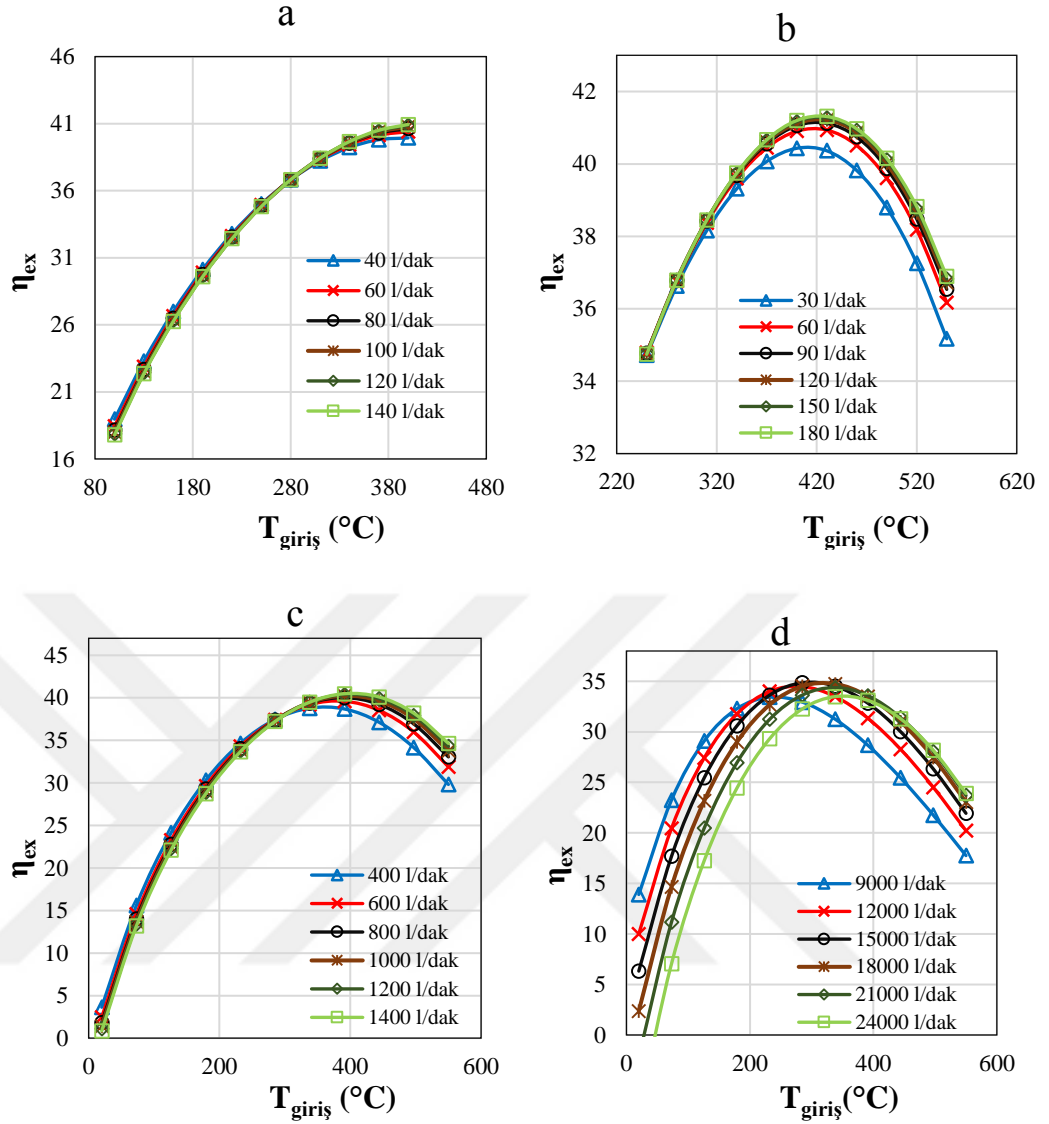 a
46
41
36
31
26
21
16
η_ex
40 l/dak
60 l/dak
80 l/dak
100 l/dak
120 l/dak
140 l/dak
80 180 280 380 480
T_giriş (°C)
b
42
40
38
36
34
32
η_ex
30 l/dak
60 l/dak
90 l/dak
120 l/dak
150 l/dak
180 l/dak
220 320 420 520 620
T_giriş (°C)
c
45
40
35
30
25
20
15
10
5
0
η_ex
400 l/dak
600 l/dak
800 l/dak
1000 l/dak
1200 l/dak
1400 l/dak
0 200 400 600
T_giriş (°C)
d
35
30
25
20
15
10
5
0
η_ex
9000 l/dak
12000 l/dak
15000 l/dak
18000 l/dak
21000 l/dak
24000 l/dak
0 200 400 600
T_giriş(°C)